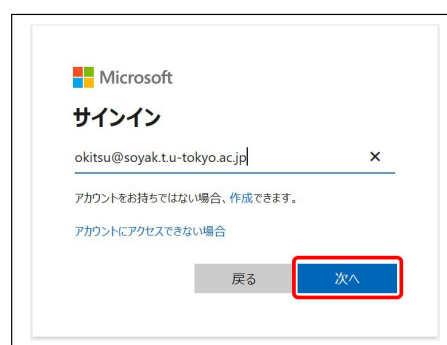 Microsoft
サインイン
okitsu@soyak.t.u-tokyo.ac.jp
アカウントをお持ちではない場合、作成できます。
アカウントにアクセスできない場合
戻る
次へ